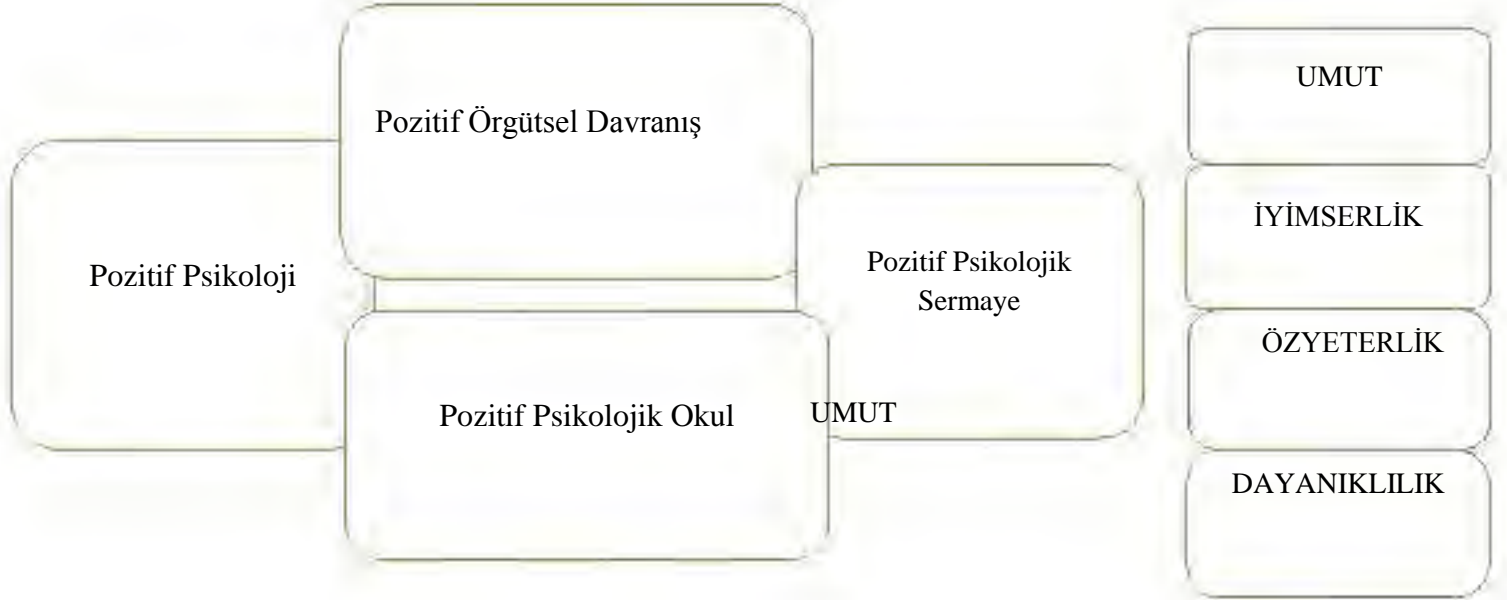 Pozitif Psikoloji
Pozitif Örgütsel Davranış
Pozitif Psikolojik Okul
UMUT
Pozitif Psikolojik
Sermaye
UMUT
İYİMSERLİK
ÖZYETERLİK
DAYANIKLILIK